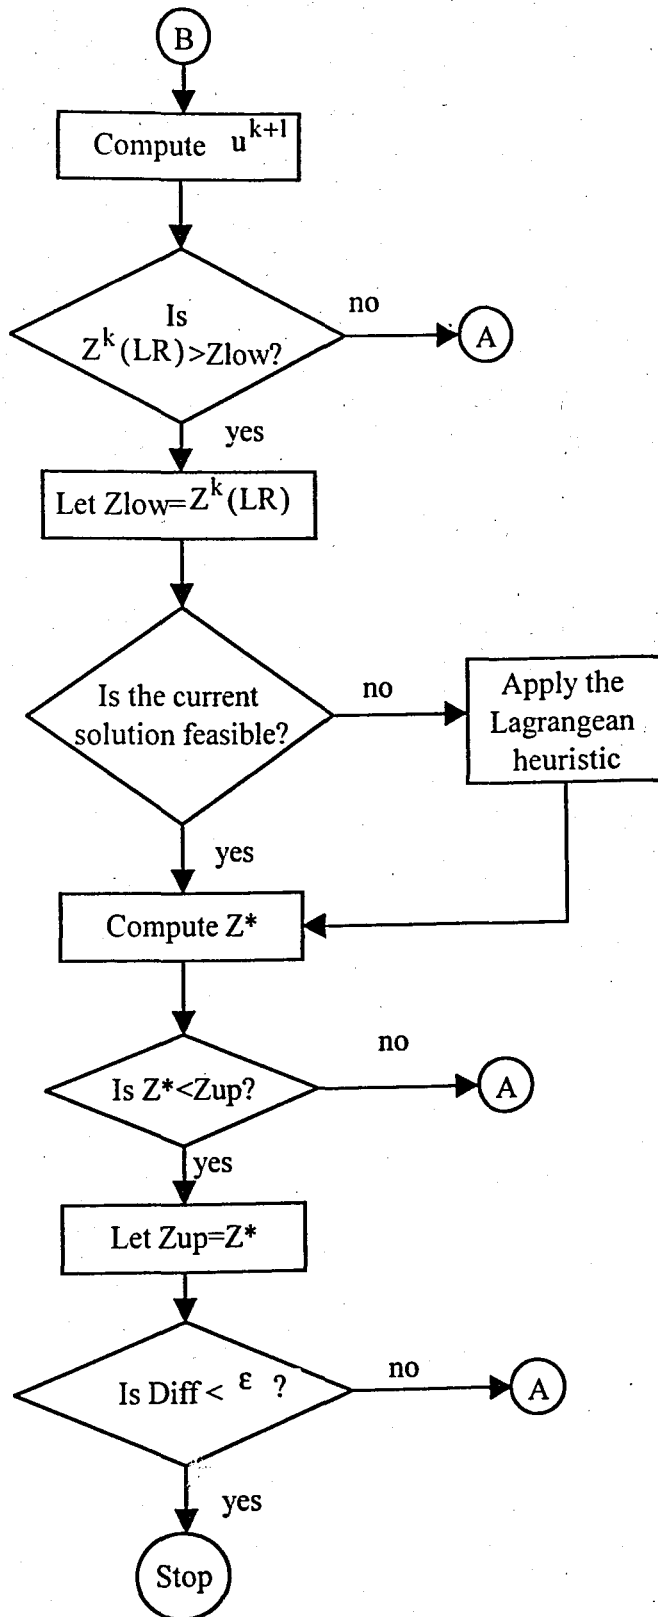 B
Compute u^{k+1}
Is
Z^k(LR)>Zlow?
no
A
yes
Let Zlow=Z^k(LR)
Is the current
solution feasible?
no
Apply the
Lagrangean
heuristic
yes
Compute Z*
Is Z*<Zup?
no
A
yes
Let Zup=Z*
Is Diff< ε ?
no
A
yes
Stop